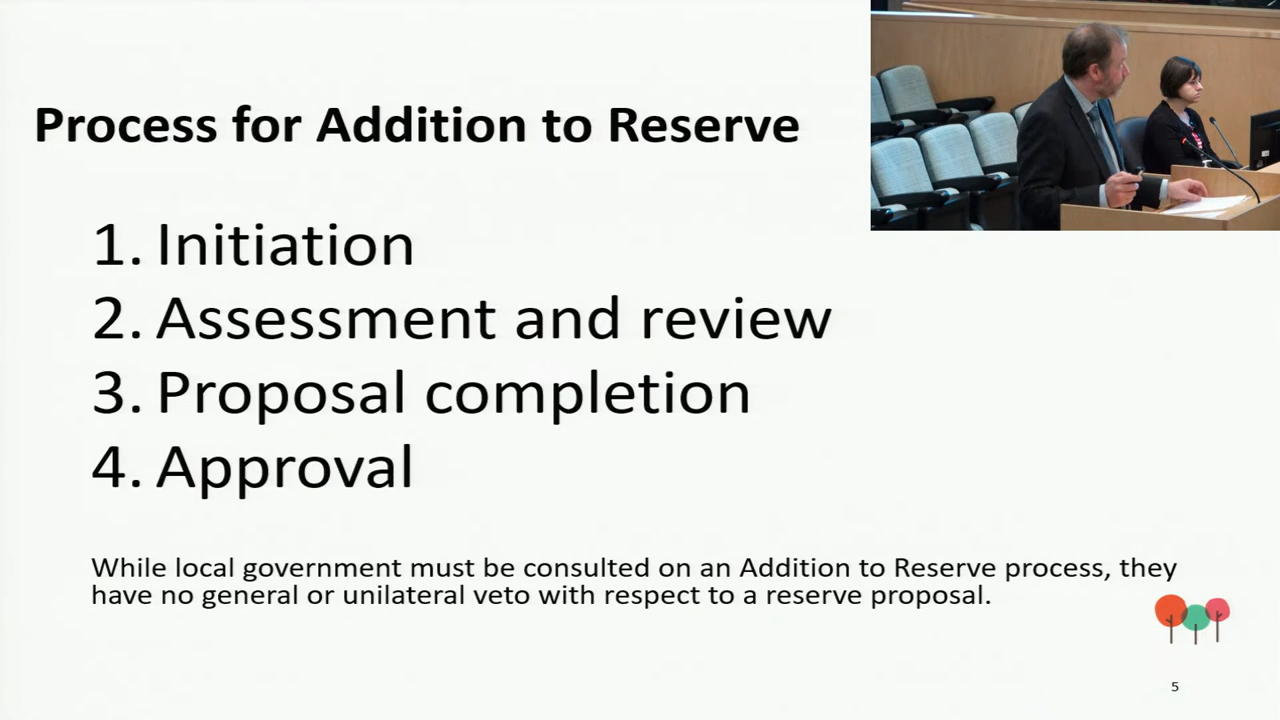 Process for Addition to Reserve
1. Initiation
2. Assessment and review
3. Proposal completion
4. Approval
While local government must be consulted on an Addition to Reserve process, they
have no general or unilateral veto with respect to a reserve proposal.
5